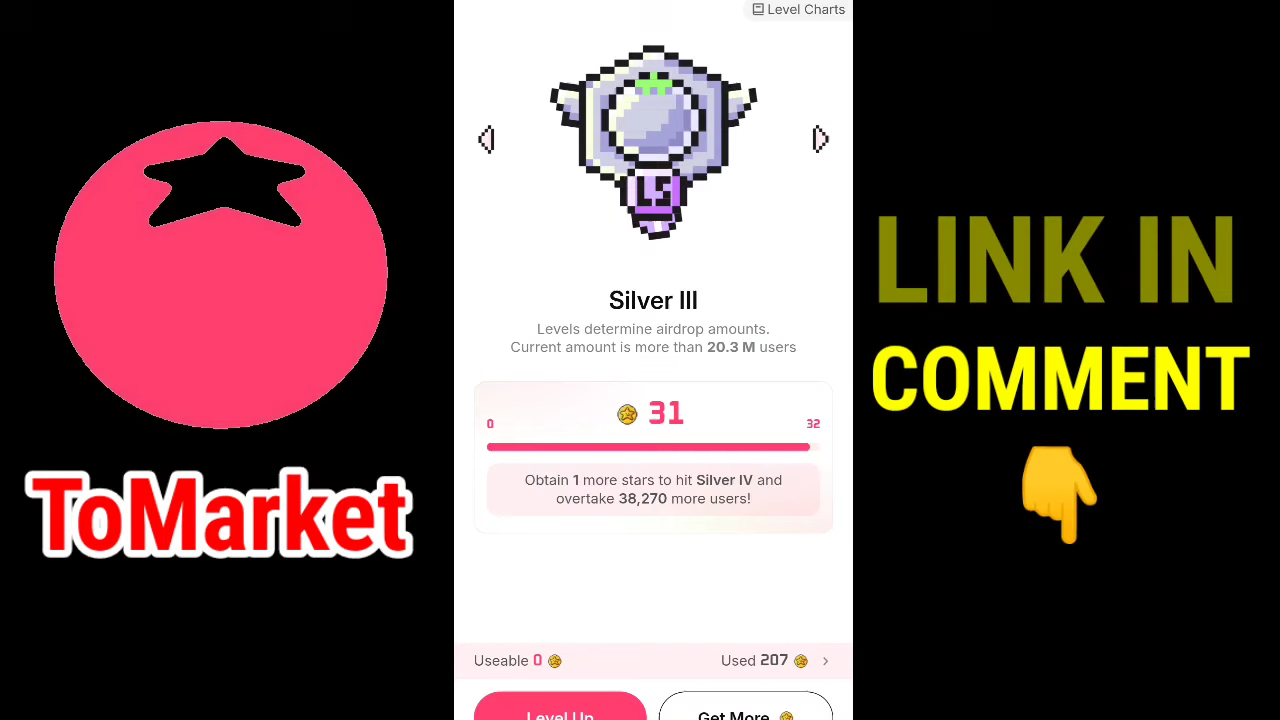 Level Charts
LS
Silver III
Levels determine airdrop amounts.
Current amount is more than 20.3 M users
31
0
32
Obtain 1 more stars to hit Silver IV and
overtake 38,270 more users!
Useable 0
Used 207
Level Up
Get More
ToMarket
LINK IN
COMMENT